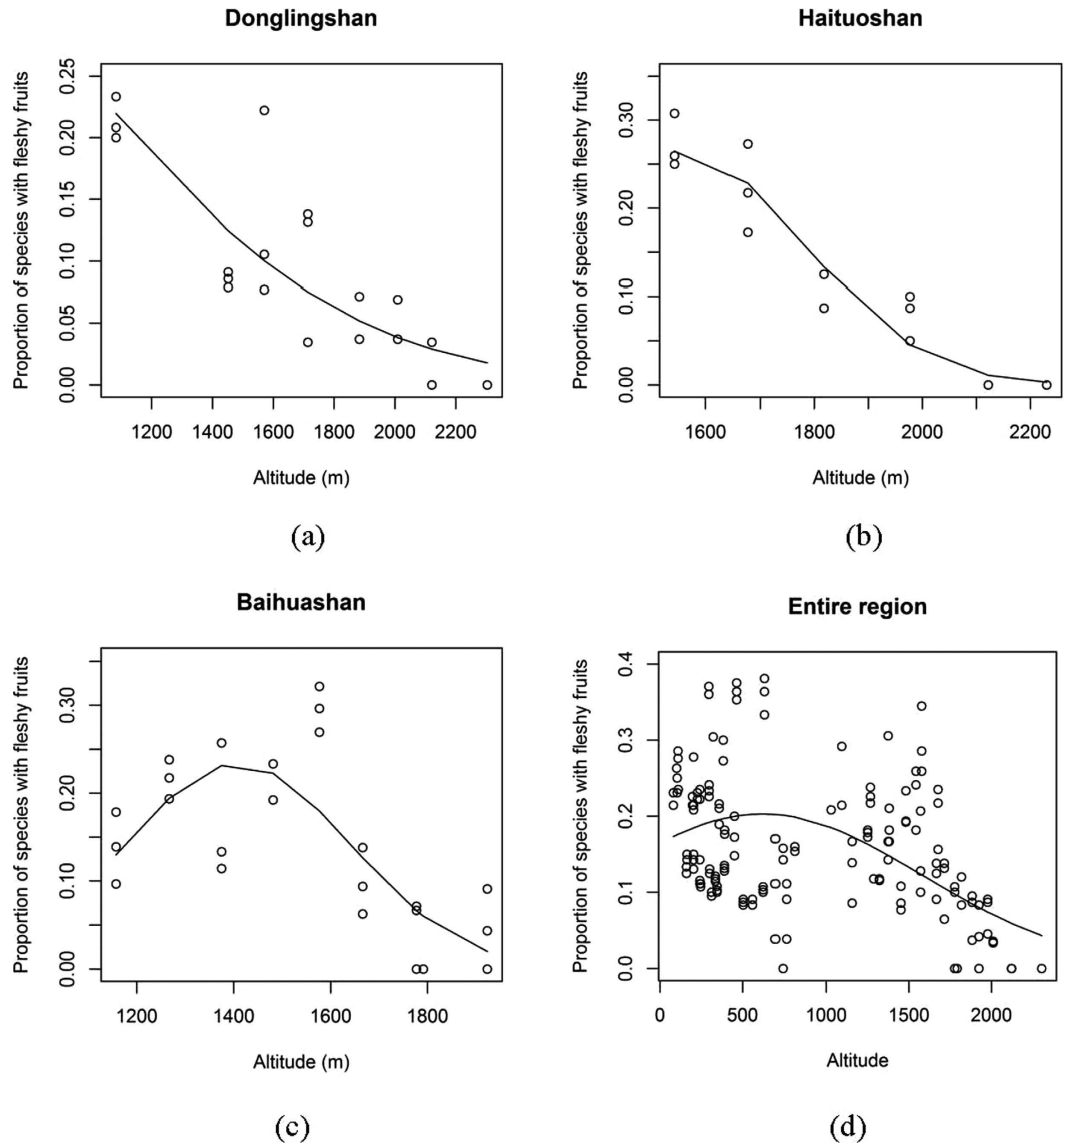 Donglingshan
Proportion of species with fleshy fruits
0.00 0.05 0.10 0.15 0.20 0.25
1200 1400 1600 1800 2000 2200
Altitude (m)
(a)
Haituoshan
Proportion of species with fleshy fruits
0.00 0.10 0.20 0.30
1600 1800 2000 2200
Altitude (m)
(b)
Baihuashan
Proportion of species with fleshy fruits
0.00 0.10 0.20 0.30
1200 1400 1600 1800
Altitude (m)
(c)
Entire region
Proportion of species with fleshy fruits
0.0 0.1 0.2 0.3 0.4
0 500 1000 1500 2000
Altitude
(d)